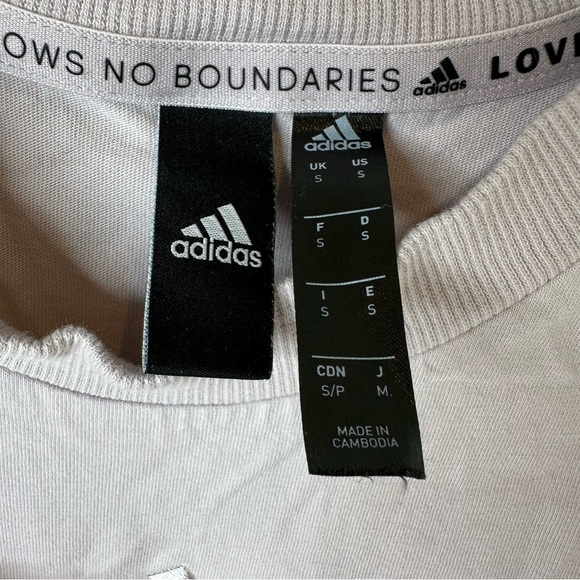 OWS NO BOUNDARIES adidas LOVE
adidas
adidas
UK US
S S
F D
S S
I E
S S
CDN J
S/P M
MADE IN
CAMBODIA